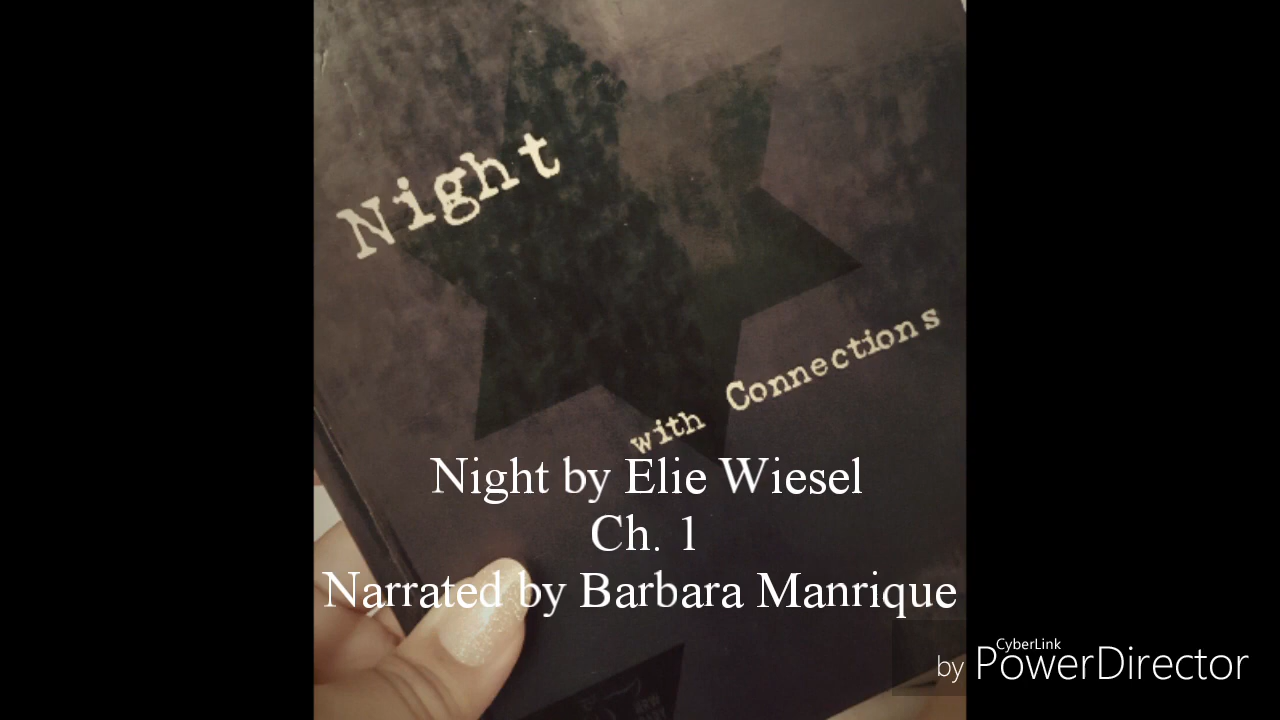 Night
with Connections
Night by Elie Wiesel
Ch. 1
Narrated by Barbara Manrique
CyberLink
by PowerDirector